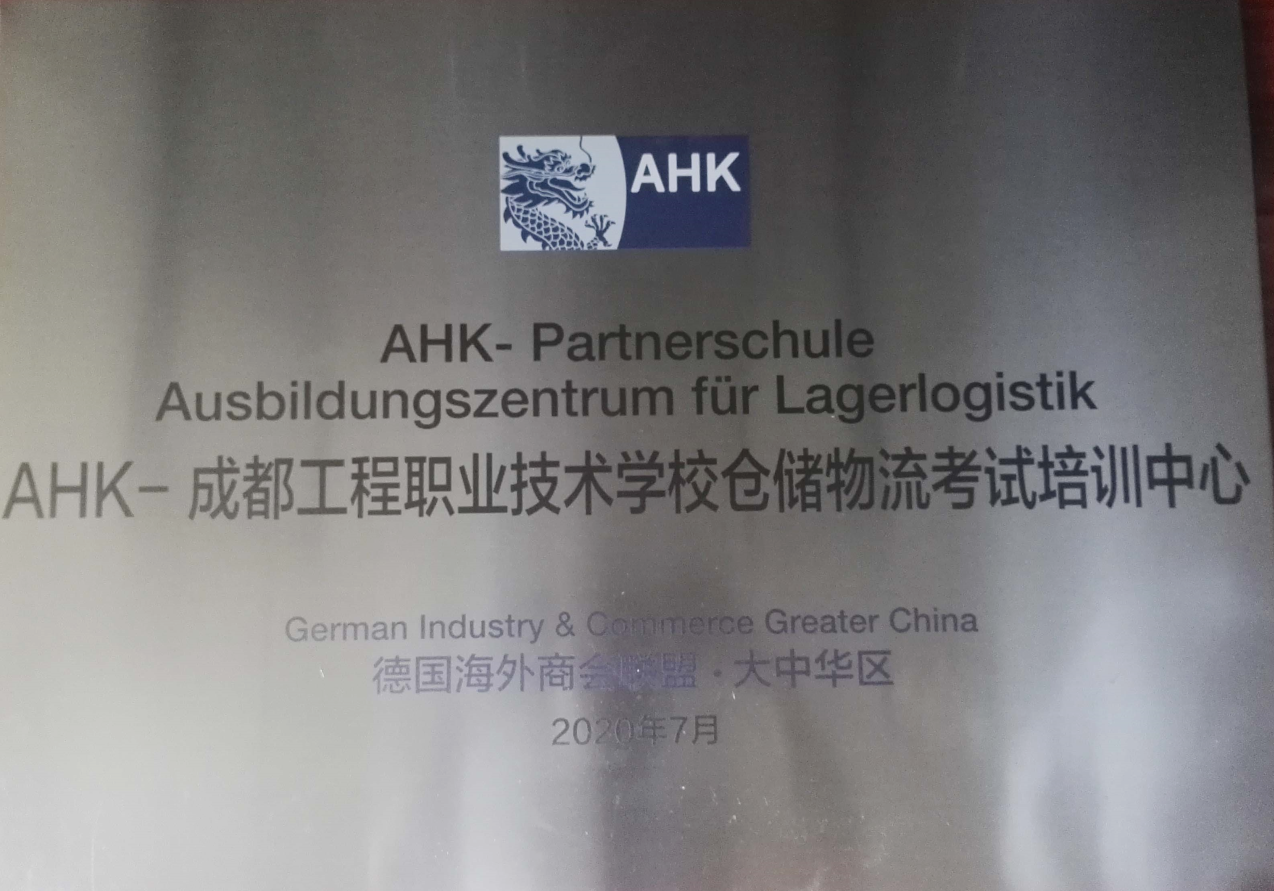 AHK
AHK- Partnerschule
Ausbildungszentrum für Lagerlogistik
AHK- 成都工程职业技术学校仓储物流考试培训中心
German Industry & Commerce Greater China
德国海外商会联盟·大中华区
2020年7月